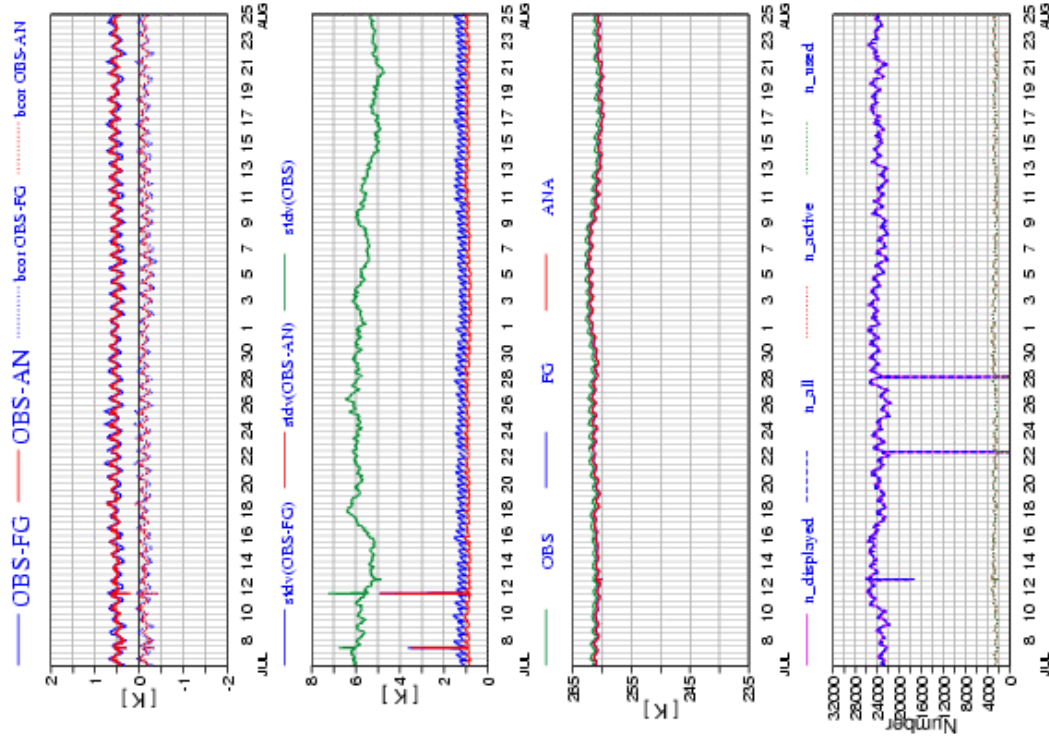 OBS-FG OBS-AN bcor OBS-FG bcor OBS-AN
2
1
0
-1
-2
[K]
8 10 12 14 16 18 20 22 24 26 28 30 1 3 5 7 9 11 13 15 17 19 21 23 25
JUL AUG
stdv(OBS-FG) stdv(OBS-AN) stdv(OBS)
8
6
4
2
0
[K]
8 10 12 14 16 18 20 22 24 26 28 30 1 3 5 7 9 11 13 15 17 19 21 23 25
JUL AUG
OBS FG ANA
265
255
245
235
[K]
8 10 12 14 16 18 20 22 24 26 28 30 1 3 5 7 9 11 13 15 17 19 21 23 25
JUL AUG
n_displayed n_all n_active n_used
32000
28000
24000
20000
16000
12000
8000
4000
0
Number
8 10 12 14 16 18 20 22 24 26 28 30 1 3 5 7 9 11 13 15 17 19 21 23 25
JUL AUG